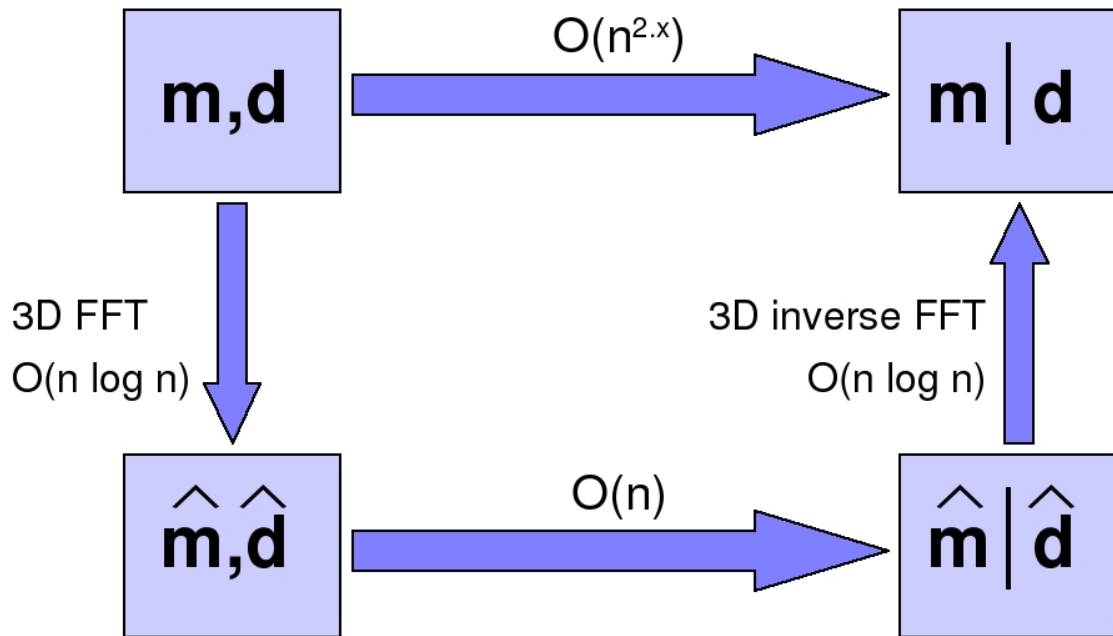 O(n^2.x)
m,d
m | d
3D FFT
O(n log n)
3D inverse FFT
O(n log n)
O(n)
m̂,d̂
m̂ | d̂